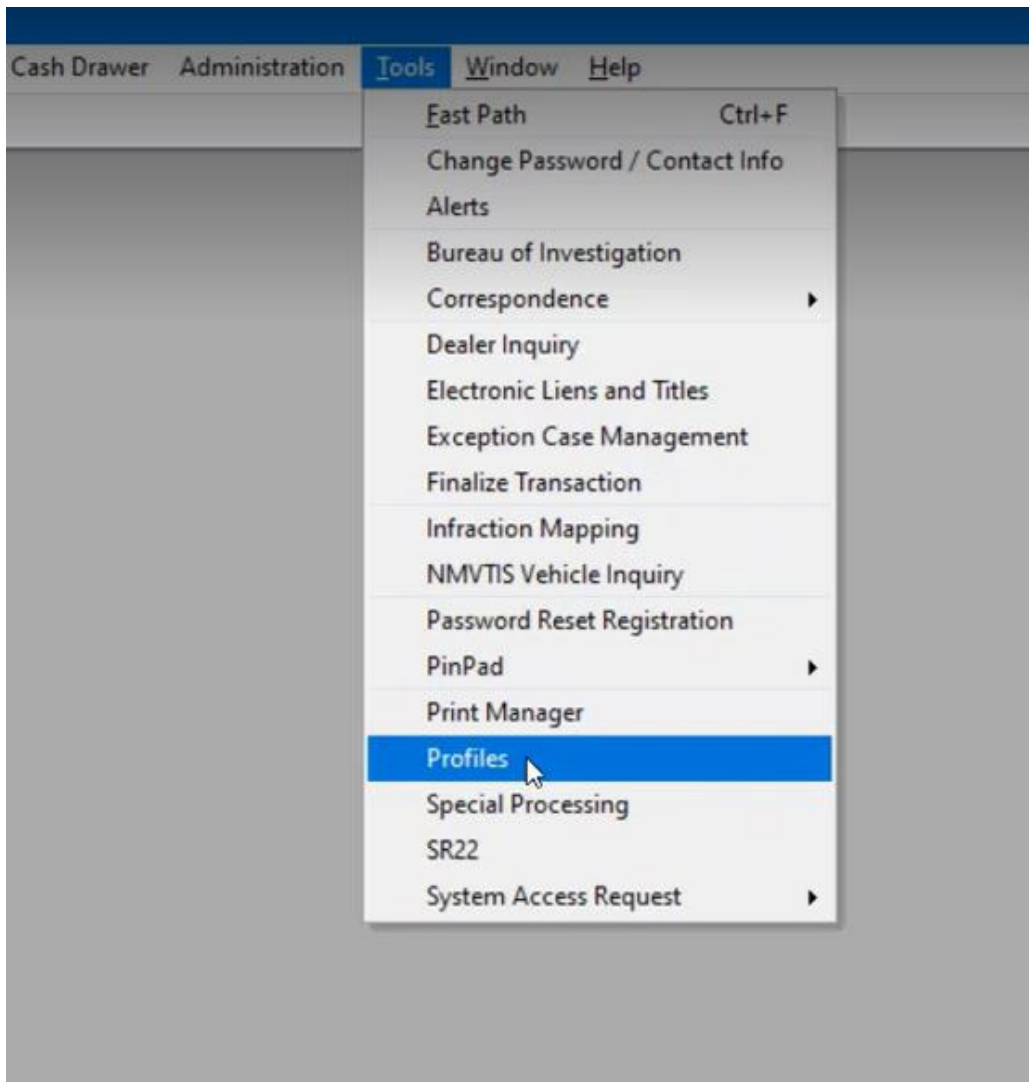 Cash Drawer Administration Tools Window Help
Fast Path Ctrl+F
Change Password / Contact Info
Alerts
Bureau of Investigation
Correspondence
Dealer Inquiry
Electronic Liens and Titles
Exception Case Management
Finalize Transaction
Infraction Mapping
NMVTIS Vehicle Inquiry
Password Reset Registration
PinPad
Print Manager
Profiles
Special Processing
SR22
System Access Request